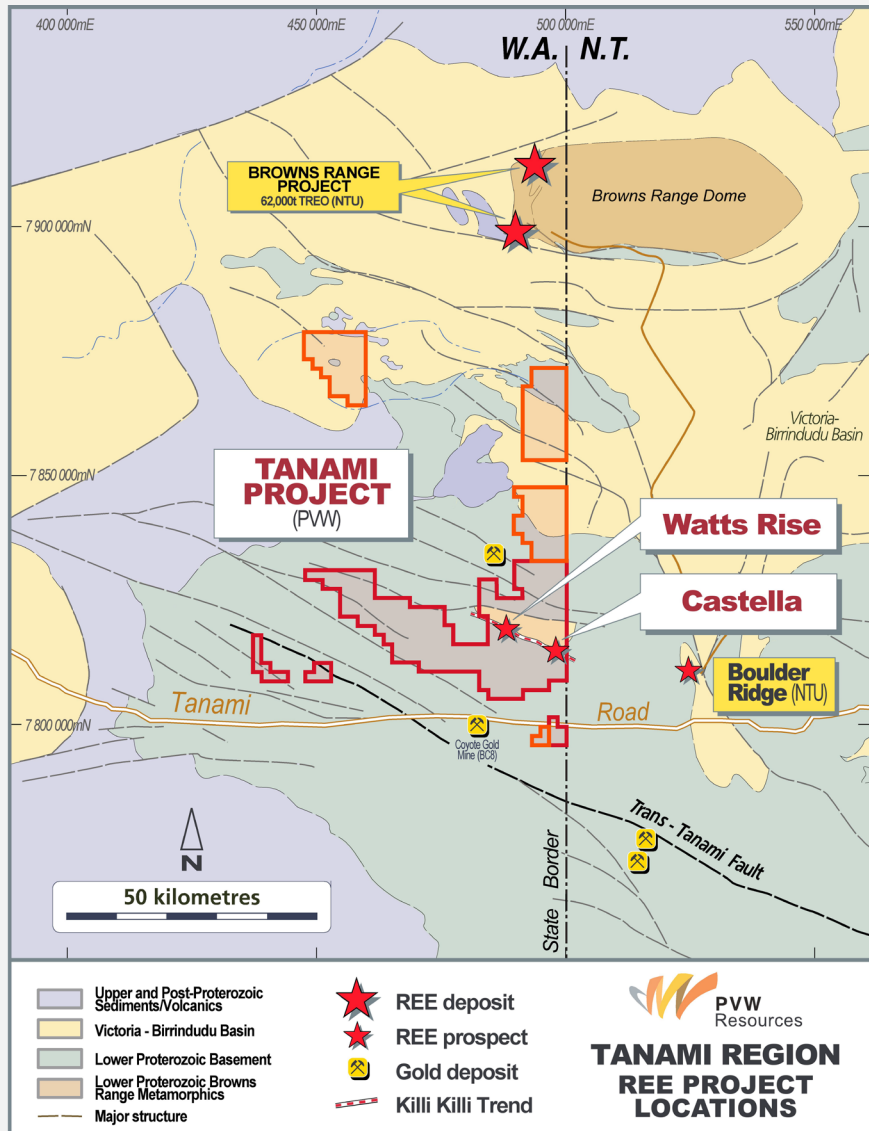 400 000mE
450 000mE
500 000mE
550 000mE
W.A.
N.T.
BROWNS RANGE
PROJECT
62,000t TREO (NTU)
Browns Range Dome
7 900 000mN
Victoria-
Birrindudu Basin
7 850 000mN
TANAMI
PROJECT
(PVW)
Watts Rise
Castella
Boulder
Ridge (NTU)
Tanami
Road
7 800 000mN
Coyote Gold
Mine (BC8)
Trans - Tanami Fault
N
50 kilometres
State Border
Upper and Post-Proterozoic
Sediments/Volcanics
Victoria - Birrindudu Basin
Lower Proterozoic Basement
Lower Proterozoic Browns
Range Metamorphics
Major structure
REE deposit
REE prospect
Gold deposit
Killi Killi Trend
PVW
Resources
TANAMI REGION
REE PROJECT
LOCATIONS